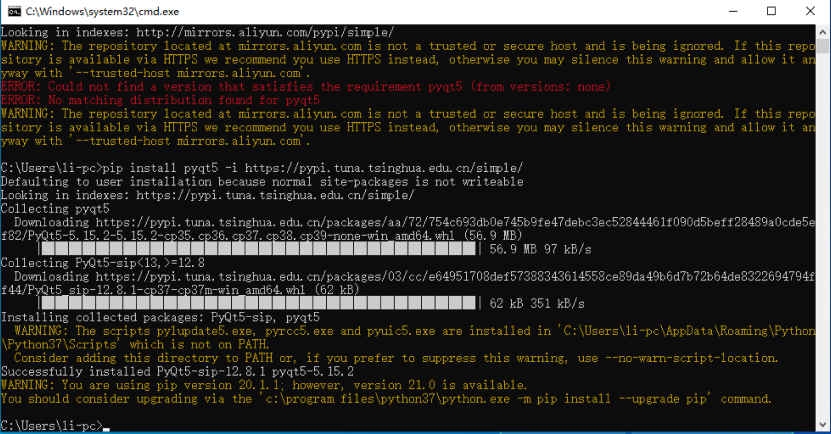 C:\Windows\system32\cmd.exe
Looking in indexes: http://mirrors.aliyun.com/pypi/simple/
WARNING: The repository located at mirrors.aliyun.com is not a trusted or secure host and is being ignored. If this repo
sitory is available via HTTPS we recommend you use HTTPS instead, otherwise you may silence this warning and allow it an
yway with '--trusted-host mirrors.aliyun.com'.
ERROR: Could not find a version that satisfies the requirement pyqt5 (from versions: none)
ERROR: No matching distribution found for pyqt5
WARNING: The repository located at mirrors.aliyun.com is not a trusted or secure host and is being ignored. If this repo
sitory is available via HTTPS we recommend you use HTTPS instead, otherwise you may silence this warning and allow it an
yway with '--trusted-host mirrors.aliyun.com'.
C:\Users\li-pc>pip install pyqt5 -i https://pypi.tuna.tsinghua.edu.cn/simple/
Defaulting to user installation because normal site-packages is not writeable
Looking in indexes: https://pypi.tuna.tsinghua.edu.cn/simple/
Collecting pyqt5
Downloading https://pypi.tuna.tsinghua.edu.cn/packages/aa/72/754c693db0e745b9fe47debc3ec52844461f090d5beff28489a0cde5e
f82/PyQt5-5.15.2-5.15.2-cp35.cp36.cp37.cp38.cp39-none-win_amd64.whl (56.9 MB)
56.9 MB 97 kB/s
Collecting PyQt5-sip<13,>=12.8
Downloading https://pypi.tuna.tsinghua.edu.cn/packages/03/cc/e64951708def57388343614558ce89da49b6d7b72b64de8322694794f
f44/PyQt5_sip-12.8.1-cp37-cp37m-win_amd64.whl (62 kB)
62 kB 351 kB/s
Installing collected packages: PyQt5-sip, pyqt5
WARNING: The scripts pylupdate5.exe, pyrcc5.exe and pyuic5.exe are installed in 'C:\Users\li-pc\AppData\Roaming\Python
\Python37\Scripts' which is not on PATH.
Consider adding this directory to PATH or, if you prefer to suppress this warning, use --no-warn-script-location.
Successfully installed PyQt5-sip-12.8.1 pyqt5-5.15.2
WARNING: You are using pip version 20.1.1; however, version 21.0 is available.
You should consider upgrading via the 'c:\program files\python37\python.exe -m pip install --upgrade pip' command.
C:\Users\li-pc>